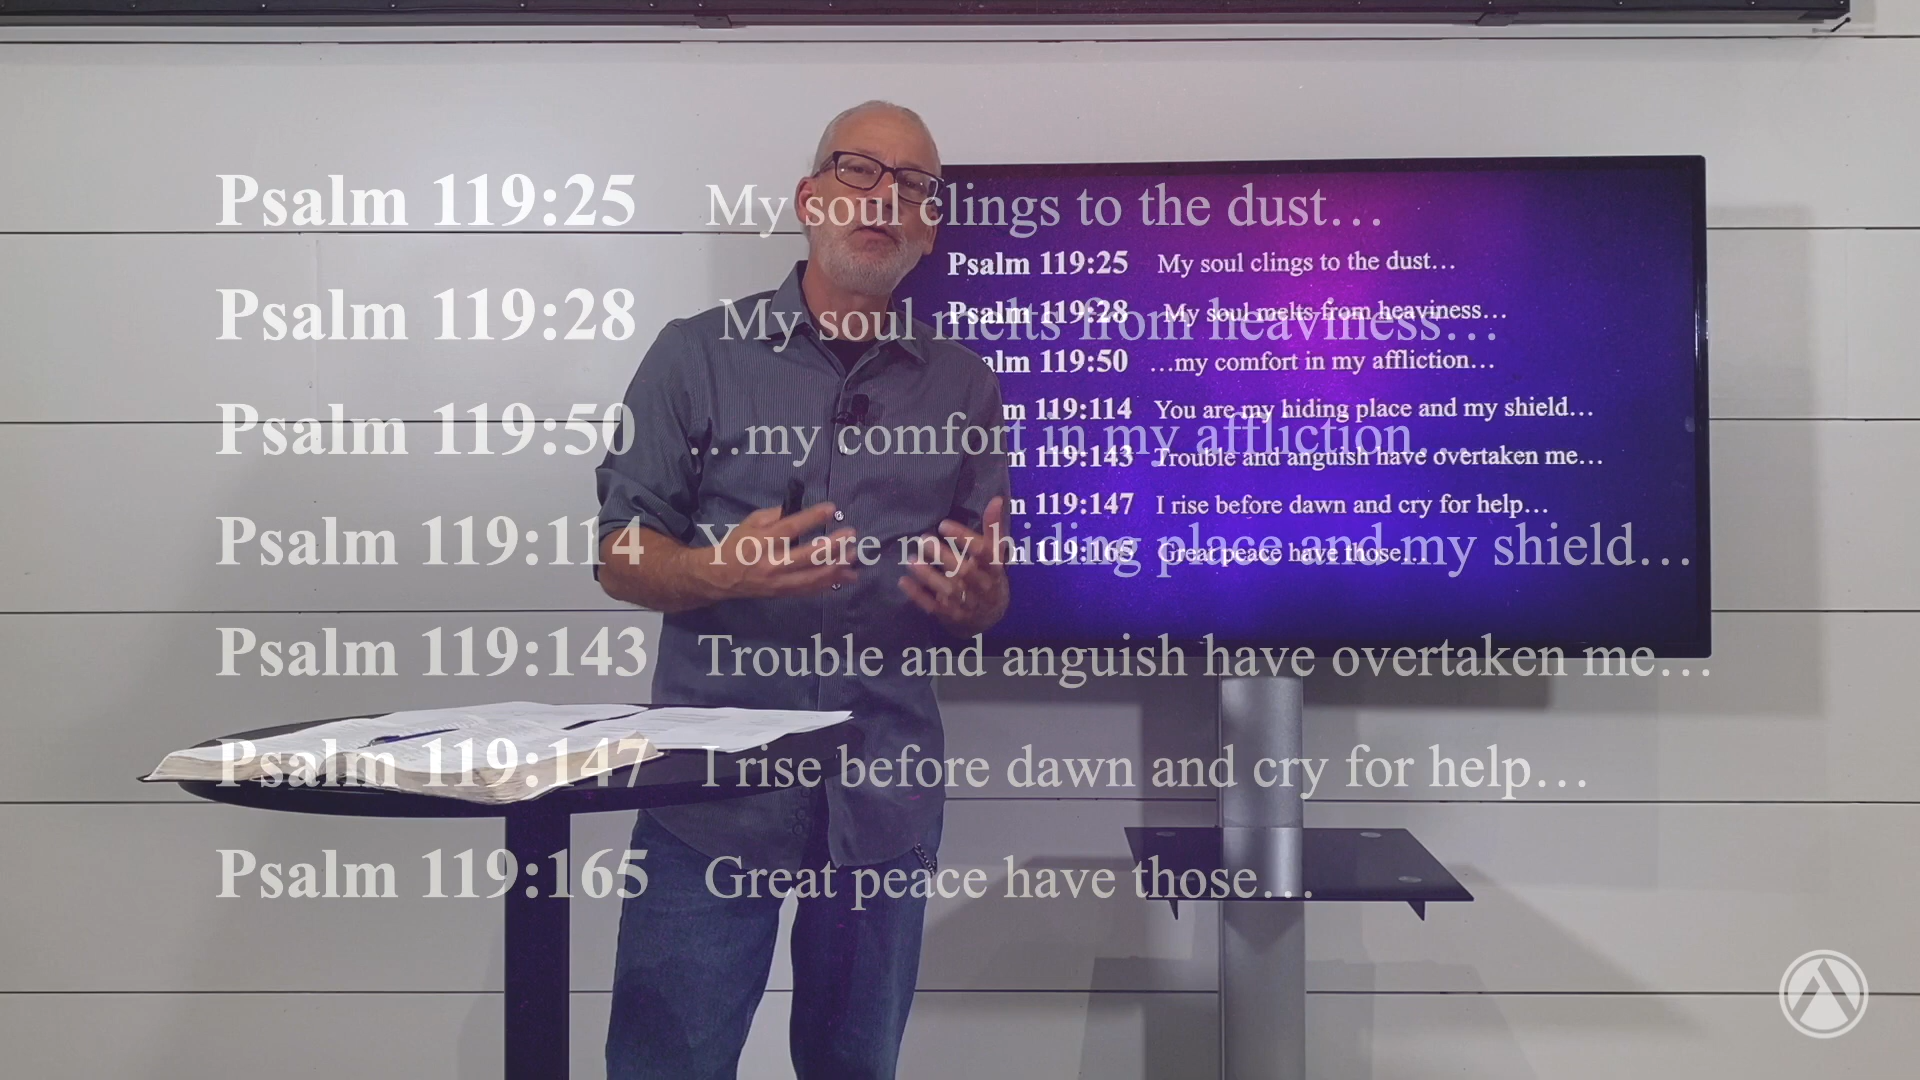 Psalm 119:25 My soul clings to the dust…
Psalm 119:28 My soul melts from heaviness…
Psalm 119:50 …my comfort in my affliction…
Psalm 119:114 You are my hiding place and my shield…
Psalm 119:143 Trouble and anguish have overtaken me…
Psalm 119:147 I rise before dawn and cry for help…
Psalm 119:165 Great peace have those…
Psalm 119:25 My soul clings to the dust…
Psalm 119:28 My soul melts from heaviness…
alm 119:50 …my comfort in my affliction…
m 119:114 You are my hiding place and my shield…
m 119:143 Trouble and anguish have overtaken me…
m 119:147 I rise before dawn and cry for help…
m 119:165 Great peace have those…